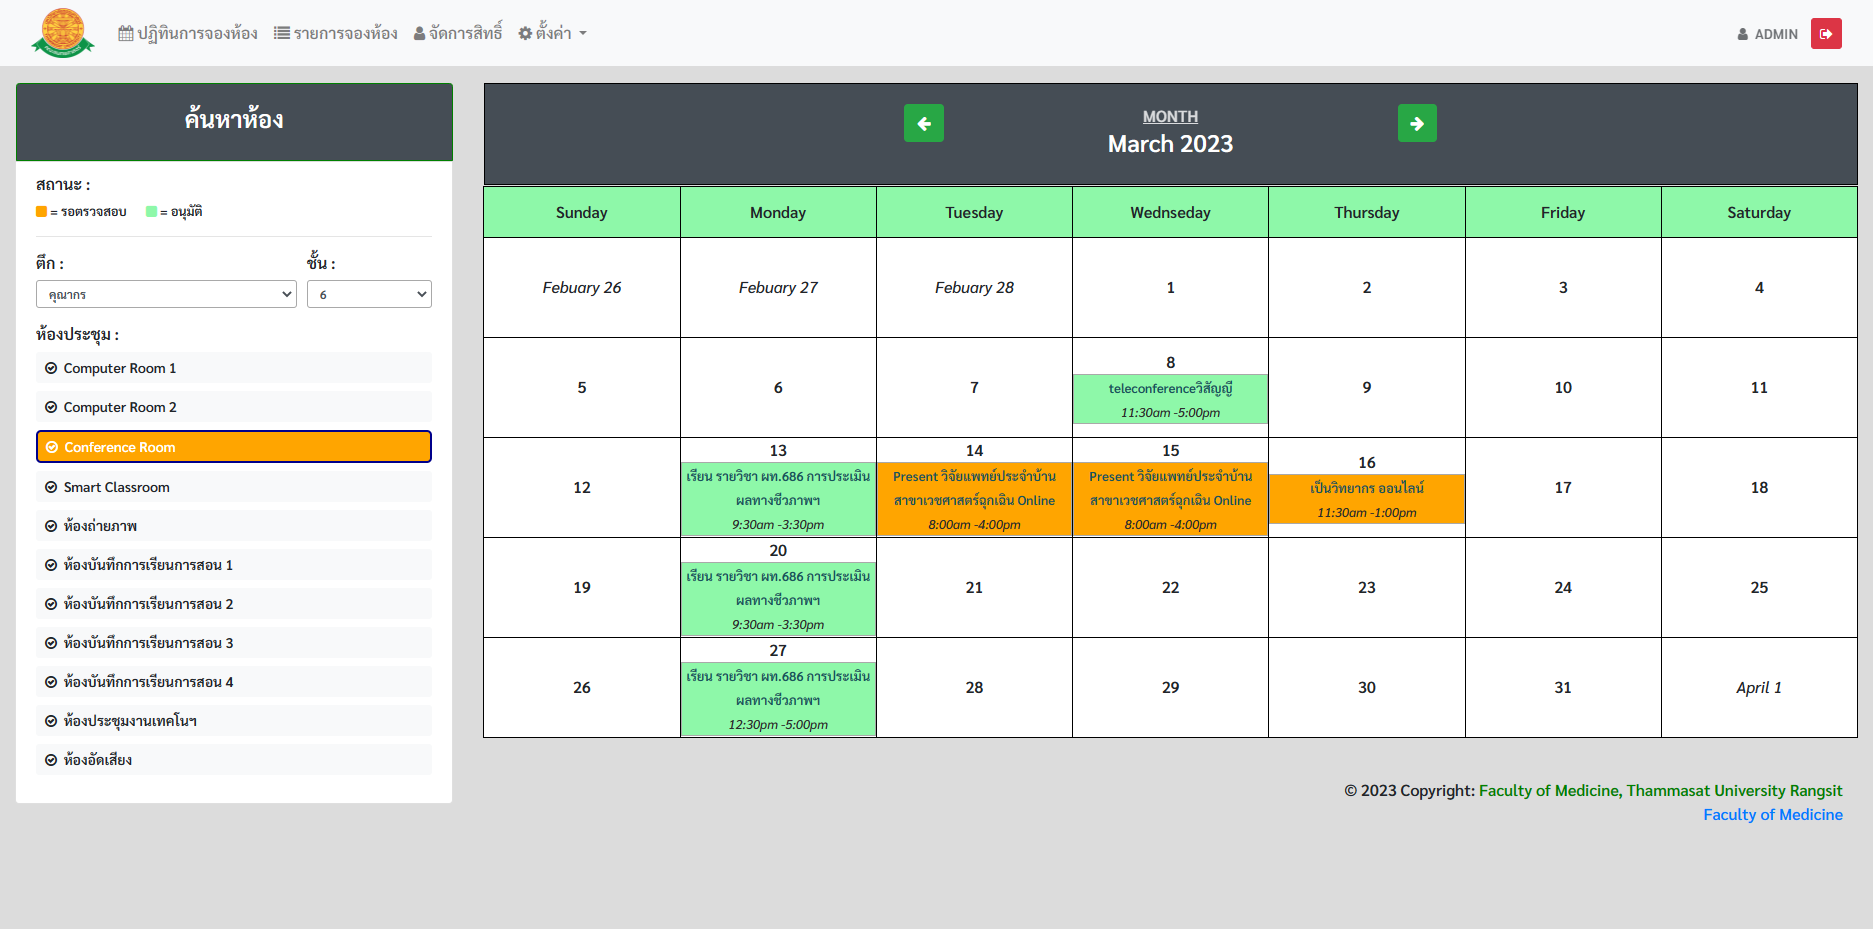 ปฏิทินการจองห้อง รายการจองห้อง จัดการสิทธิ์ ตั้งค่า
ADMIN
ค้นหาห้อง
สถานะ :
= รอตรวจสอบ = อนุมัติ
ตึก : ชั้น :
คุณากร 6
ห้องประชุม :
Computer Room 1
Computer Room 2
Conference Room
Smart Classroom
ห้องถ่ายภาพ
ห้องบันทึกการเรียนการสอน 1
ห้องบันทึกการเรียนการสอน 2
ห้องบันทึกการเรียนการสอน 3
ห้องบันทึกการเรียนการสอน 4
ห้องประชุมงานเทคโนฯ
ห้องอัดเสียง
MONTH
March 2023
Sunday Monday Tuesday Wednseday Thursday Friday Saturday
Febuary 26 Febuary 27 Febuary 28 1 2 3 4
5 6 7
8
teleconferenceวิสัญญี
11:30am -5:00pm
9 10 11
12
13
เรียน รายวิชา ผท.686 การประเมิน
ผลทางชีวภาพฯ
9:30am -3:30pm
14
Present วิจัยแพทย์ประจำบ้าน
สาขาเวชศาสตร์ฉุกเฉิน Online
8:00am -4:00pm
15
Present วิจัยแพทย์ประจำบ้าน
สาขาเวชศาสตร์ฉุกเฉิน Online
8:00am -4:00pm
16
เป็นวิทยากร ออนไลน์
11:30am -1:00pm
17 18
19
20
เรียน รายวิชา ผท.686 การประเมิน
ผลทางชีวภาพฯ
9:30am -3:30pm
21 22 23 24 25
26
27
เรียน รายวิชา ผท.686 การประเมิน
ผลทางชีวภาพฯ
12:30pm -5:00pm
28 29 30 31 April 1
© 2023 Copyright: Faculty of Medicine, Thammasat University Rangsit
Faculty of Medicine